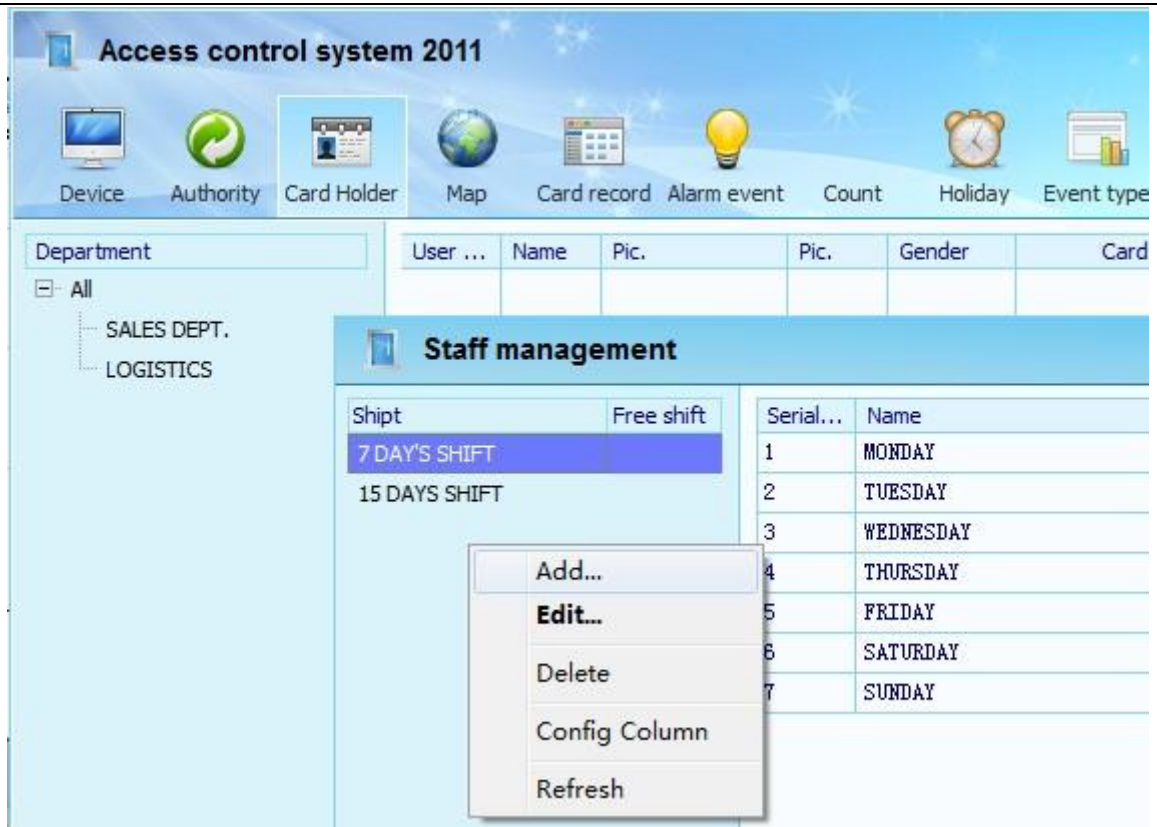 Access control system 2011
Device Authority Card Holder Map Card record Alarm event Count Holiday Event type
Department User ... Name Pic. Pic. Gender Card
All
SALES DEPT.
LOGISTICS
Staff management
Shipt Free shift Serial... Name
7 DAY'S SHIFT 1 MONDAY
15 DAYS SHIFT 2 TUESDAY
3 WEDNESDAY
Add... 4 THURSDAY
Edit... 5 FRIDAY
6 SATURDAY
Delete 7 SUNDAY
Config Column
Refresh